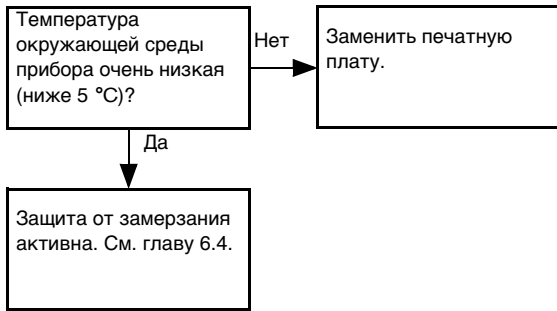 Температура
окружающей среды
прибора очень низкая
(ниже 5 °C)?
Нет
Заменить печатную
плату.
Да
Защита от замерзания
активна. См. главу 6.4.